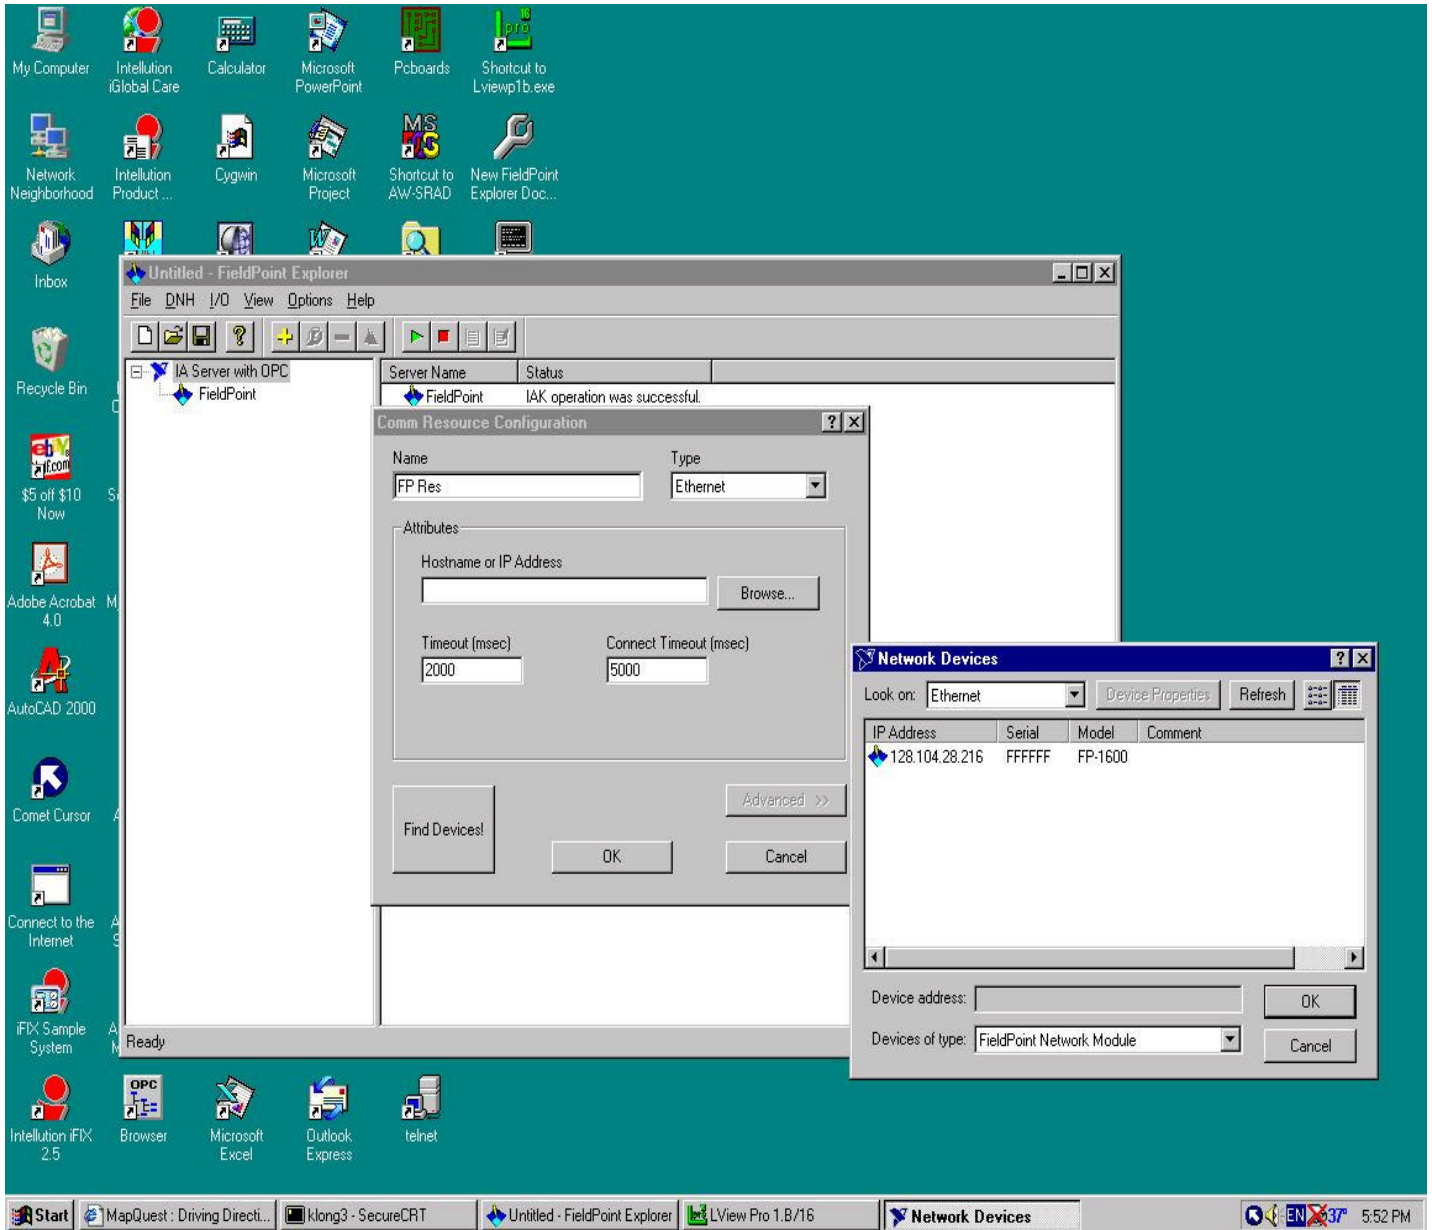 My Computer
Intellution
iGlobal Care
Calculator
Microsoft
PowerPoint
Pcboards
Shortcut to
Lviewp1b.exe
16
pro
Network
Neighborhood
Intellution
Product ...
Cygwin
Microsoft
Project
MS
Shortcut to
AW-SRAD
New FieldPoint
Explorer Doc...
Inbox
Recycle Bin
$5 off $10
Now
Adobe Acrobat
4.0
AutoCAD 2000
Comet Cursor
Connect to the
Internet
iFIX Sample
System
Intellution iFIX
2.5
OPC
Browser
Microsoft
Excel
Outlook
Express
telnet
Untitled - FieldPoint Explorer
File DNH I/O View Options Help
IA Server with OPC
FieldPoint
Server Name Status
FieldPoint IAK operation was successful.
Ready
Comm Resource Configuration
Name Type
FP Res Ethernet
Attributes
Hostname or IP Address
Browse...
Timeout (msec) Connect Timeout (msec)
2000 5000
Advanced >>
Find Devices!
OK Cancel
Network Devices
Look on: Ethernet Device Properties Refresh
IP Address Serial Model Comment
128.104.28.216 FFFFFF FP-1600
Device address: OK
Devices of type: FieldPoint Network Module Cancel
Start MapQuest : Driving Directi... klong3 - SecureCRT Untitled - FieldPoint Explorer LView Pro 1.B/16 Network Devices EN 37° 5:52 PM